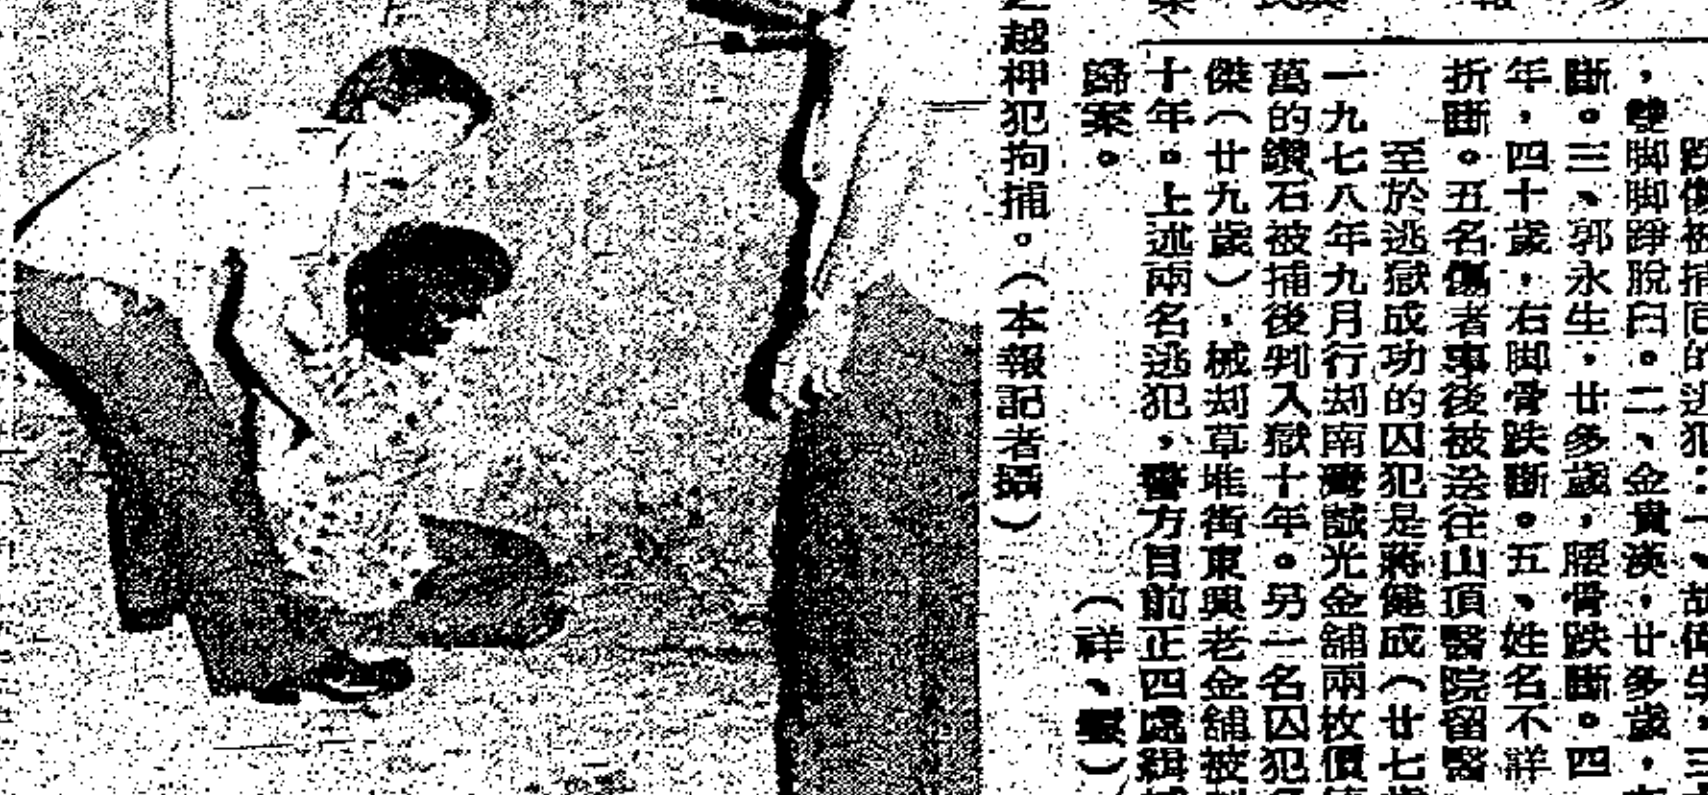 跌傷被捕回的逃犯:一、
,雙脚脚踭脫臼。二、金貴漢,廿多歲,
斷。三、郭永生,廿多歲,腰骨跌斷。四
年,四十歲,右脚骨跌斷。五、姓名不詳
折斷。五名傷者事後被送往山頂醫院留醫
至於逃獄成功的囚犯是蔣健成(廿七歲
一九七八年九月行刧南灣誠光金舖兩枚價值
萬的鑽石被捕後判入獄十年。另一名囚犯
傑(廿九歲),械刧草堆街東興老金舖被
十年。上述兩名逃犯,警方目前正四處緝
歸案。(祥、
之越柙犯拘捕。(本報記者攝)